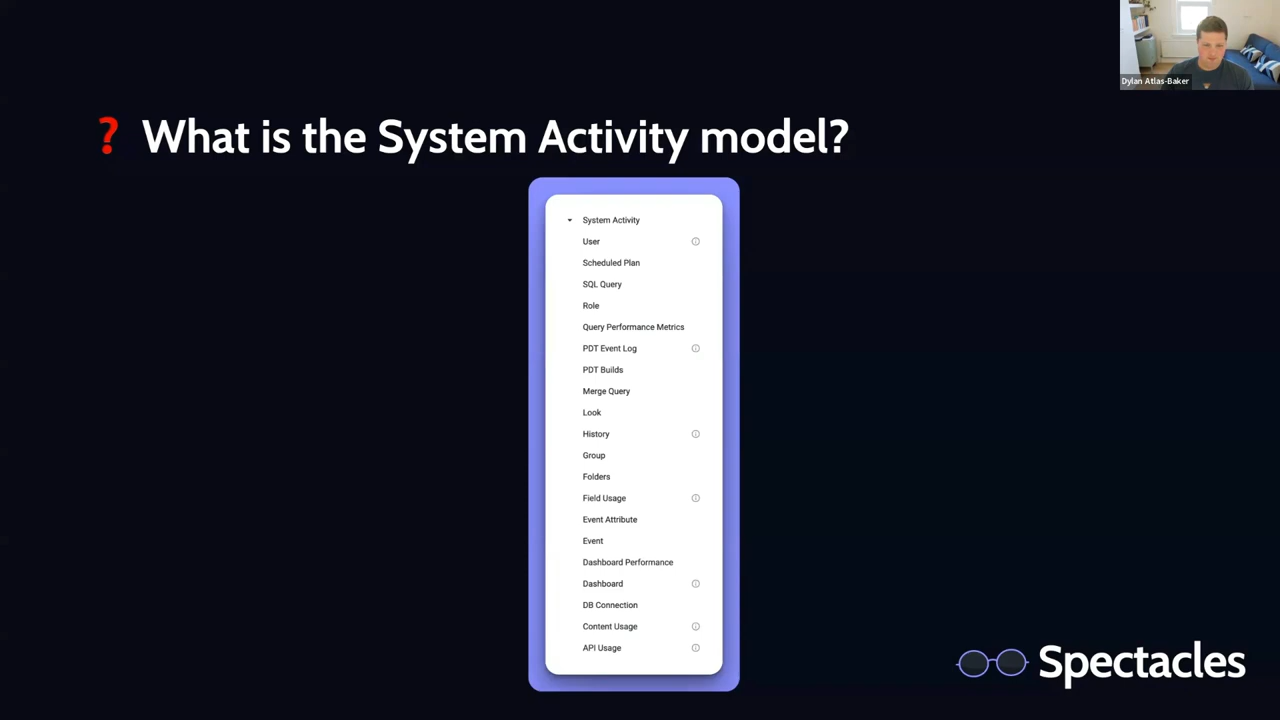 Dylan Atlas-Baker
❓ What is the System Activity model?
System Activity
User
Scheduled Plan
SQL Query
Role
Query Performance Metrics
PDT Event Log
PDT Builds
Merge Query
Look
History
Group
Folders
Field Usage
Event Attribute
Event
Dashboard Performance
Dashboard
DB Connection
Content Usage
API Usage
Spectacles